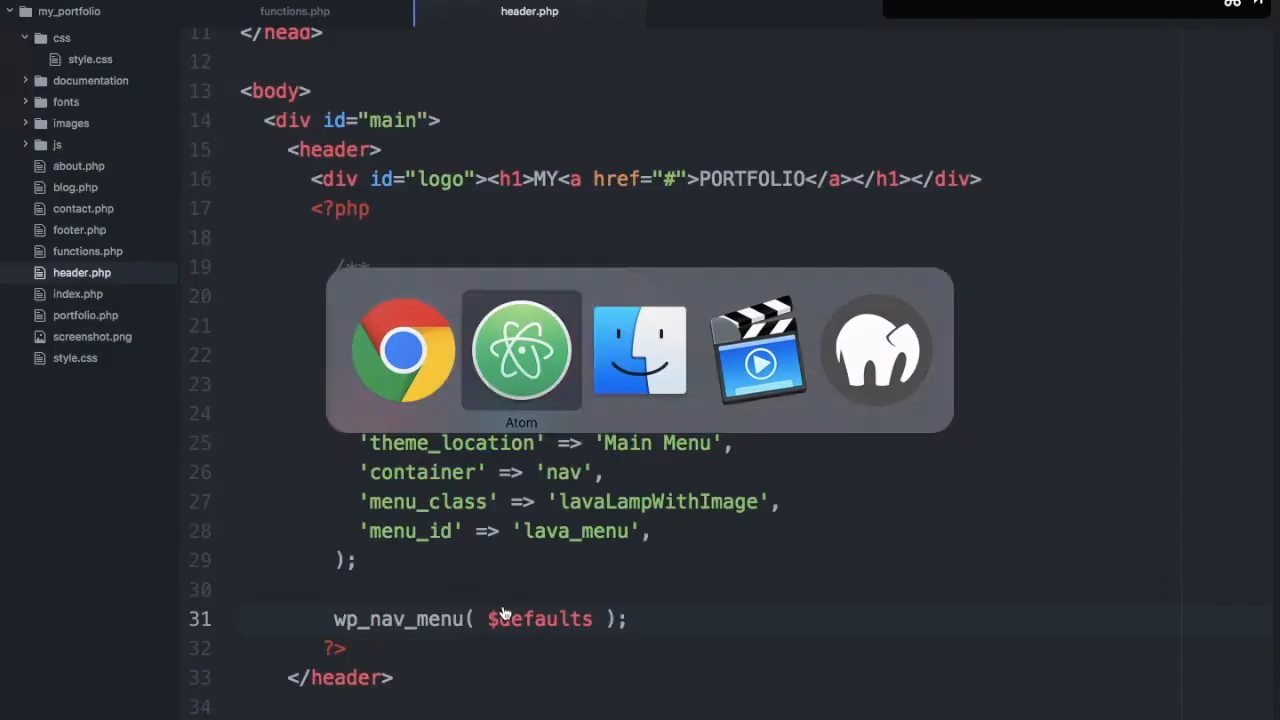 my_portfolio
functions.php
header.php
css
style.css
documentation
fonts
images
js
about.php
blog.php
contact.php
footer.php
functions.php
header.php
index.php
portfolio.php
screenshot.png
style.css
11 </head>
12
13 <body>
14 <div id="main">
15 <header>
16 <div id="logo"><h1>MY<a href="#">PORTFOLIO</a></h1></div>
17 <?php
18
19 /**
20
21
22
23
24
Atom
25 'theme_location' => 'Main Menu',
26 'container' => 'nav',
27 'menu_class' => 'lavaLampWithImage',
28 'menu_id' => 'lava_menu',
29 );
30
31 wp_nav_menu( $defaults );
32 ?>
33 </header>
34